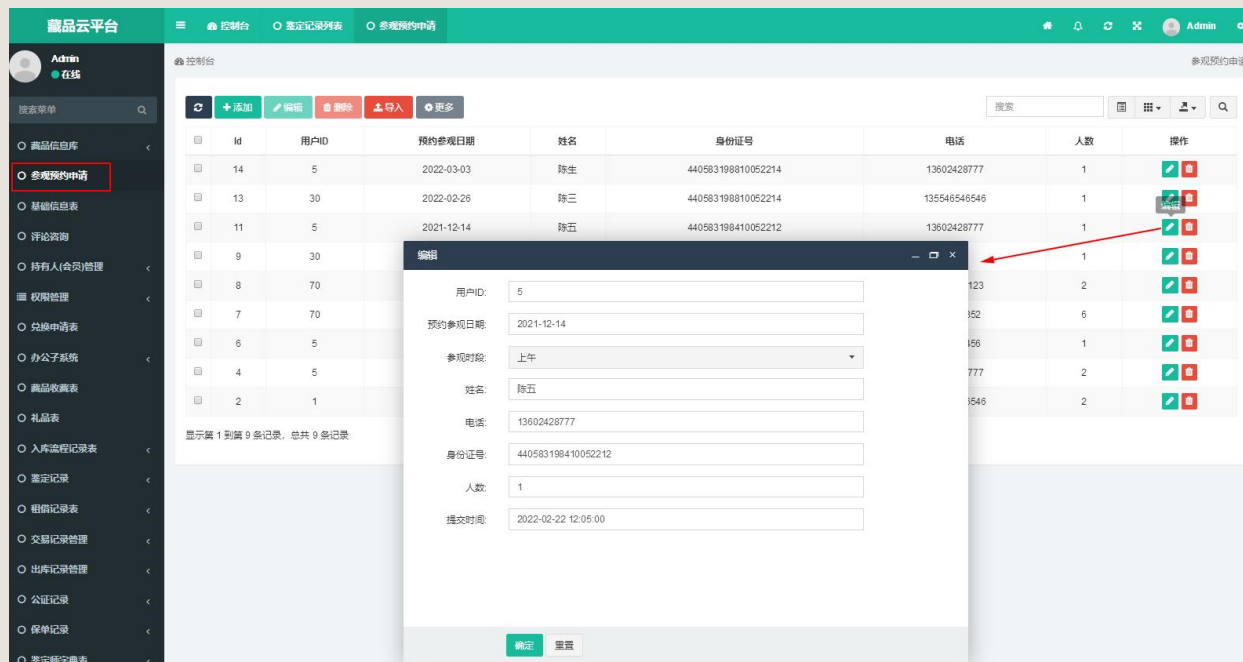 藏品云平台
控制台 鉴定记录列表 参观预约申请 Admin
Admin
在线
控制台 参观预约申请
搜索菜单
藏品信息库
参观预约申请
基础信息表
评论咨询
持有人(会员)管理
权限管理
兑换申请表
办公子系统
藏品收藏表
礼品表
入库流程记录表
鉴定记录
租借记录表
交易记录管理
出库记录管理
公证记录
保单记录
鉴定师字典表
添加 编辑 删除 导入 更多 搜索
Id 用户ID 预约参观日期 姓名 身份证号 电话 人数 操作
14 5 2022-03-03 陈生 440583198810052214 13602428777 1
13 30 2022-02-26 陈三 440583198810052214 135546546546 1
编辑
11 5 2021-12-14 陈五 440583198410052212 13602428777 1
9 30 1
8 70 123 2
7 70 352 6
6 5 456 1
4 5 777 2
2 1 6546 2
显示第 1 到第 9 条记录，总共 9 条记录
编辑
用户ID: 5
预约参观日期: 2021-12-14
参观时段: 上午
姓名: 陈五
电话: 13602428777
身份证号: 440583198410052212
人数: 1
提交时间: 2022-02-22 12:05:00
确定 重置